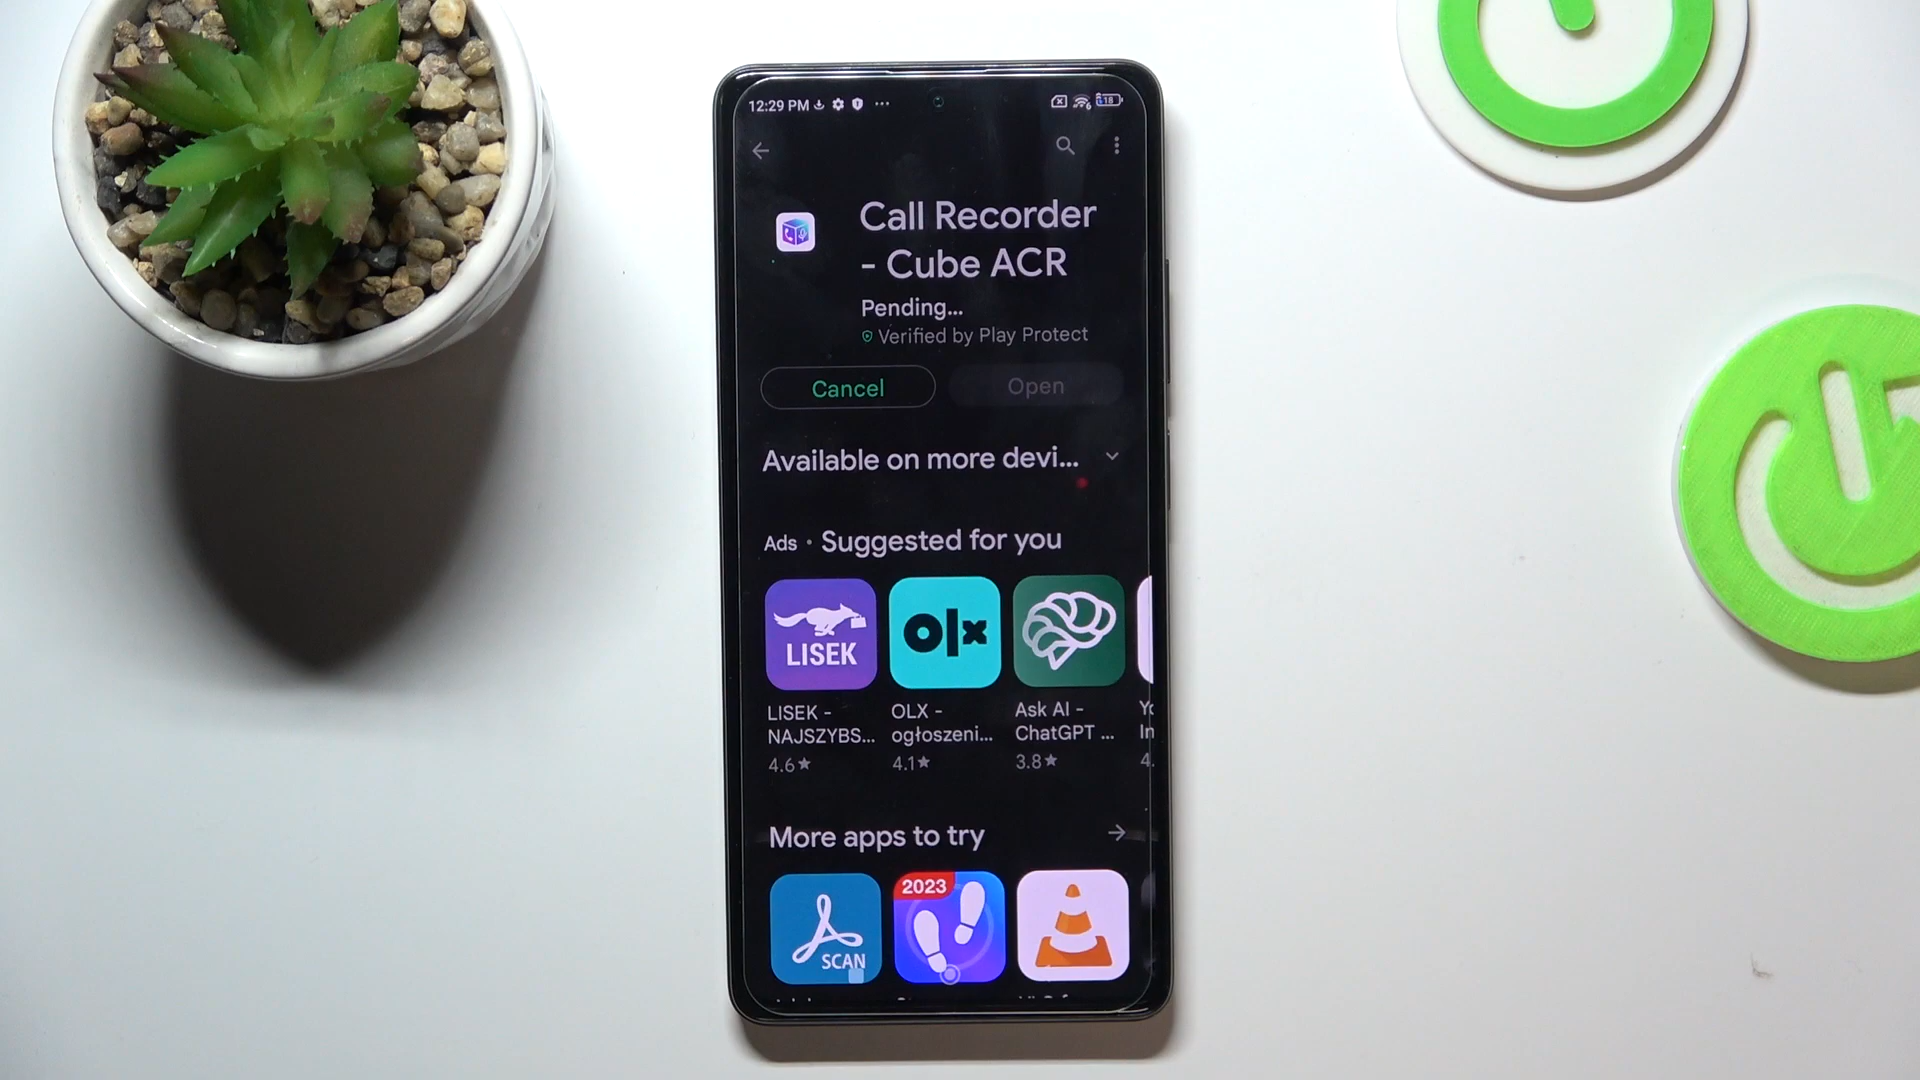 12:29 PM
18
Call Recorder
- Cube ACR
Pending...
Verified by Play Protect
Cancel
Open
Available on more devi...
Ads • Suggested for you
LISEK
olx
LISEK -
NAJSZYBS...
4.6★
OLX -
ogłoszeni...
4.1★
Ask AI -
ChatGPT ...
3.8★
4.
More apps to try
SCAN
2023